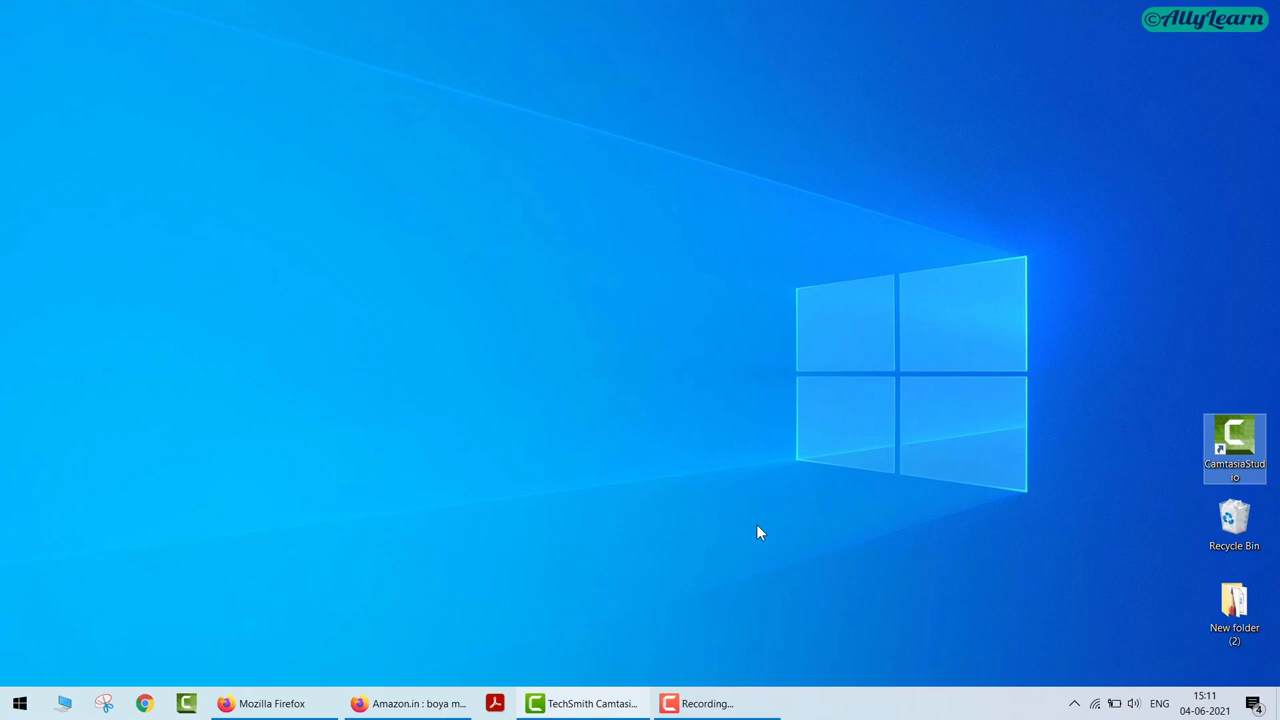 ©AllyLearn
CamtasiaStud
io
Recycle Bin
New folder
(2)
Mozilla Firefox
Amazon.in : boya m...
TechSmith Camtasi...
Recording...
ENG
15:11
04-06-2021
4